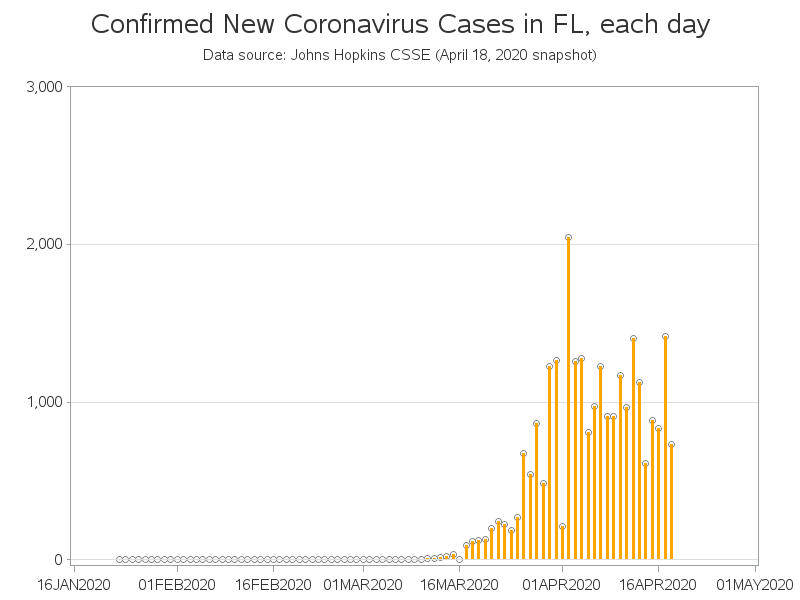 Confirmed New Coronavirus Cases in FL, each day
Data source: Johns Hopkins CSSE (April 18, 2020 snapshot)
3,000
2,000
1,000
0
16JAN2020 01FEB2020 16FEB2020 01MAR2020 16MAR2020 01APR2020 16APR2020 01MAY2020